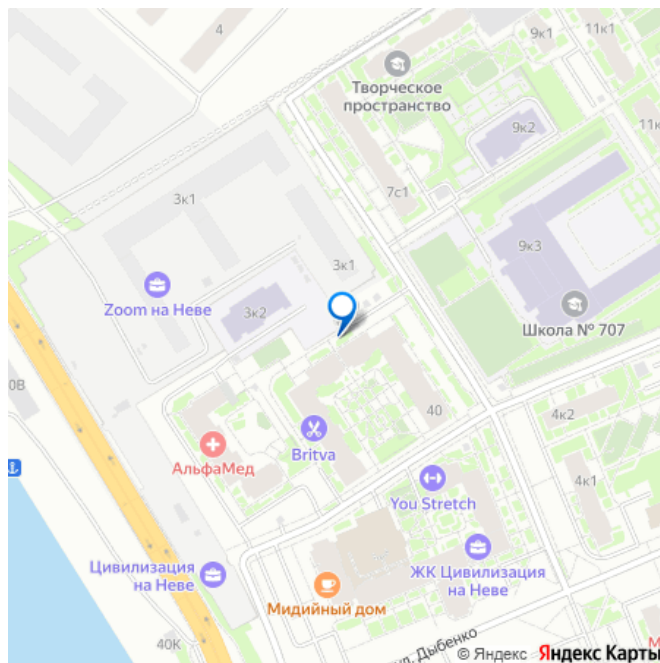 4
9к1
11к1
Творческое
пространство
9к2
11к
3к1
7с1
9к3
3к1
Zoom на Неве
3к2
Школа № 707
0В
40
4к2
Britva
АльфаМед
4к1
You Stretch
Цивилизация
на Неве
ЖК Цивилизация
на Неве
Мидийный дом
40К
ул. Дыбенко
© Яндекс Яндекс Карты